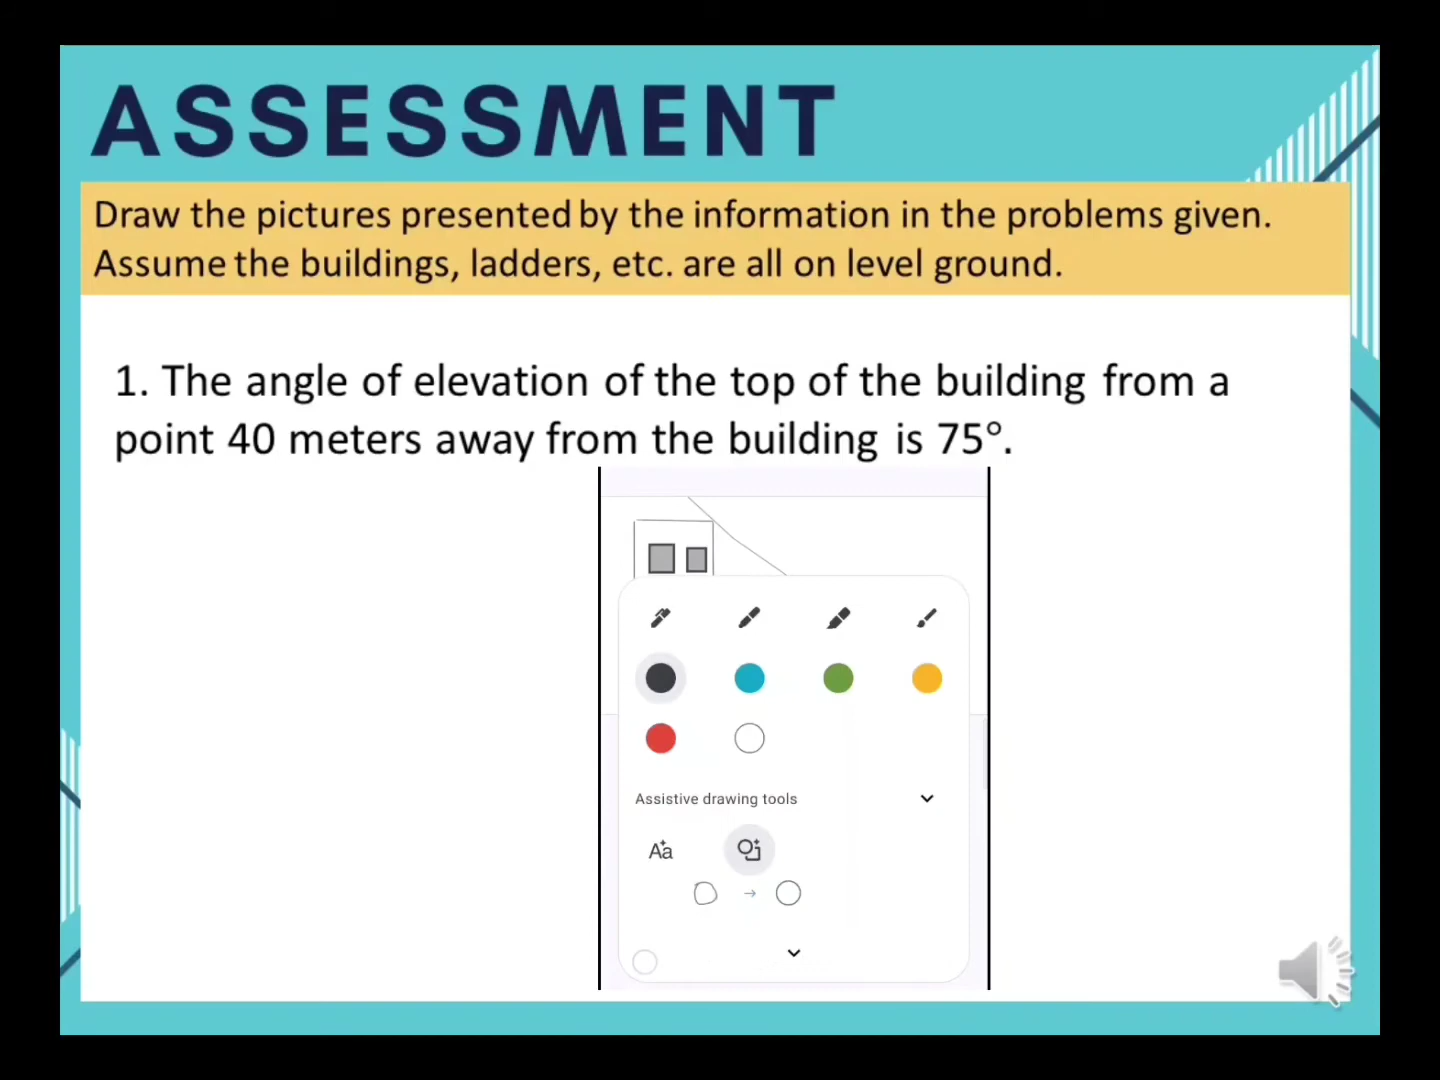 ASSESSMENT
Draw the pictures presented by the information in the problems given.
Assume the buildings, ladders, etc. are all on level ground.
1. The angle of elevation of the top of the building from a
point 40 meters away from the building is 75°.
Assistive drawing tools
Aa